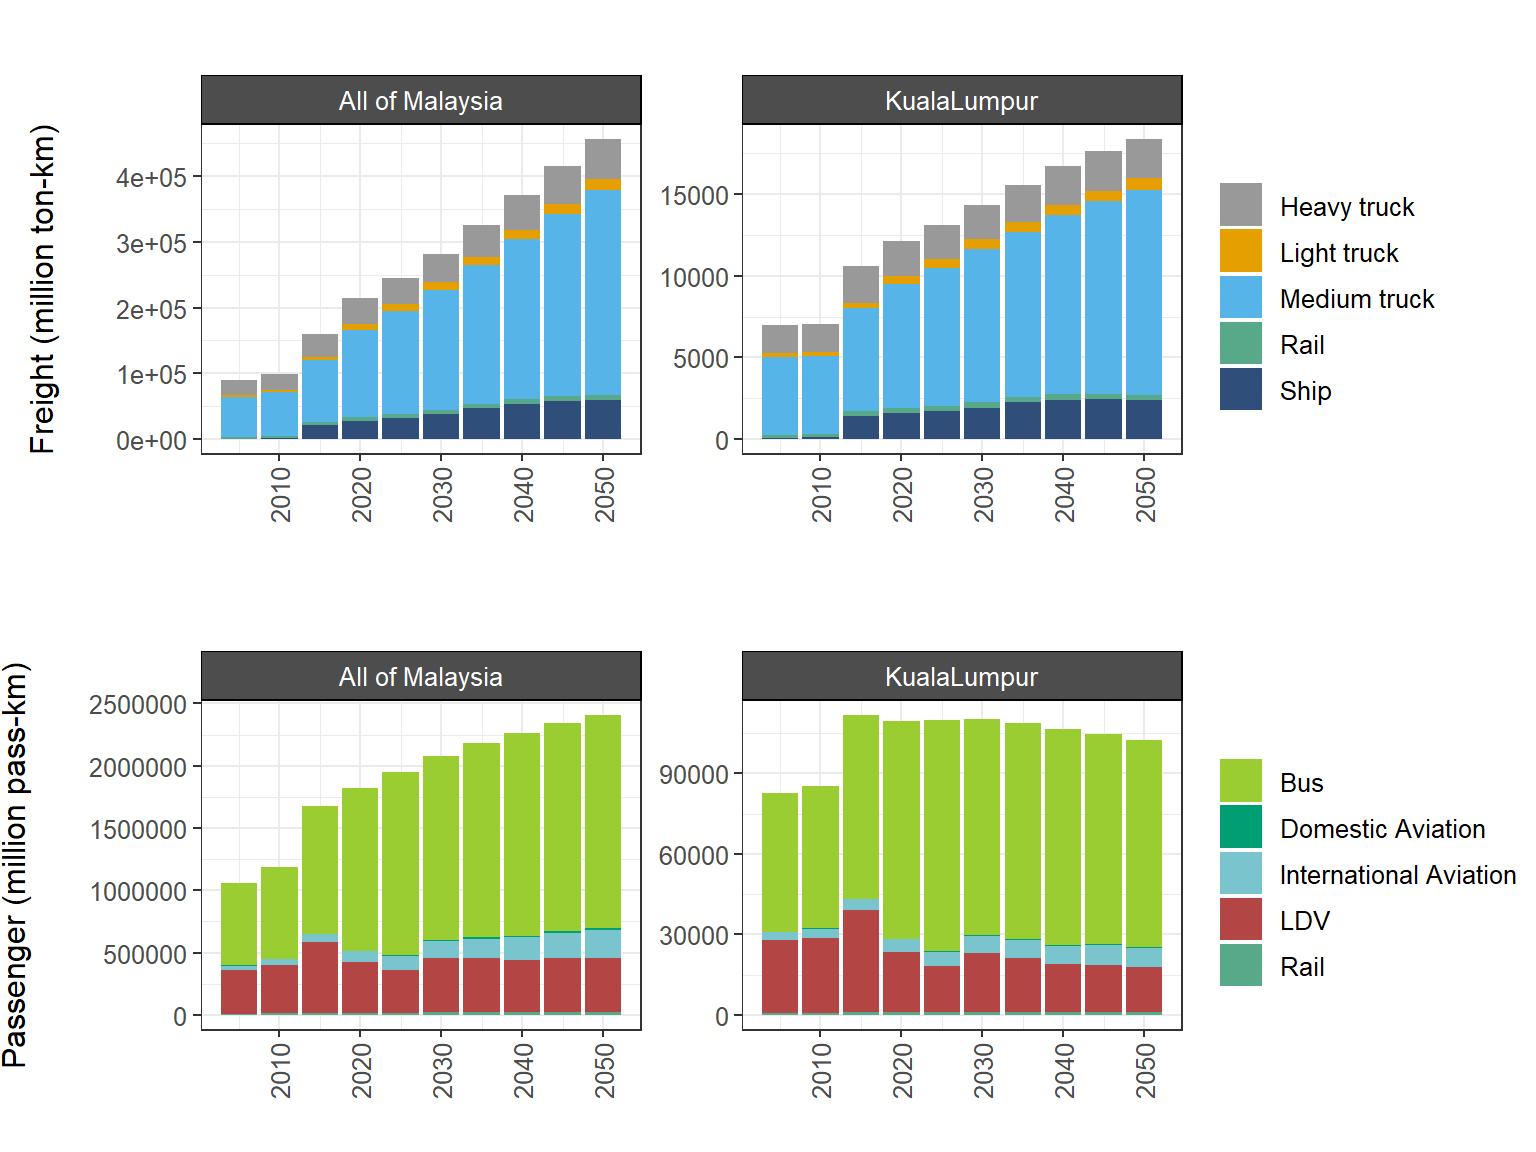 Freight (million ton-km)
All of Malaysia
4e+05
3e+05
2e+05
1e+05
0e+00
2010
2020
2030
2040
2050
KualaLumpur
15000
10000
5000
0
2010
2020
2030
2040
2050
Heavy truck
Light truck
Medium truck
Rail
Ship
Passenger (million pass-km)
All of Malaysia
2500000
2000000
1500000
1000000
500000
0
2010
2020
2030
2040
2050
KualaLumpur
90000
60000
30000
0
2010
2020
2030
2040
2050
Bus
Domestic Aviation
International Aviation
LDV
Rail